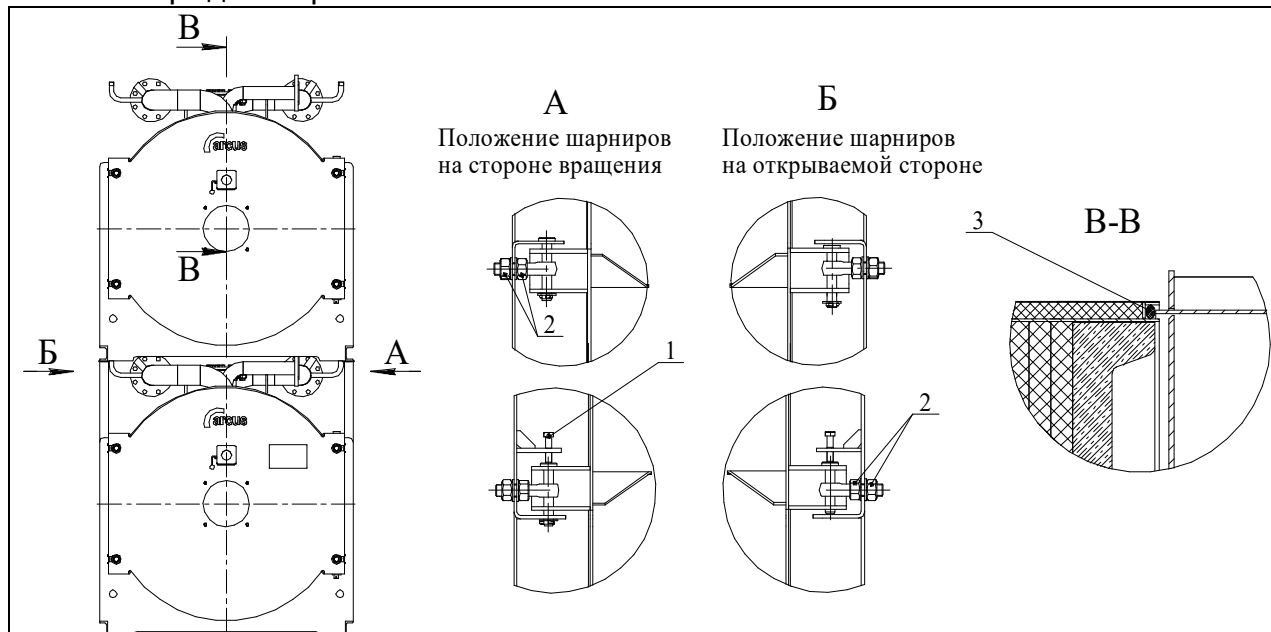 В
А
Положение шарниров
на стороне вращения
Б
Положение шарниров
на открываемой стороне
В-В
3
arcus
В
2
1
Б
А
arcus
2